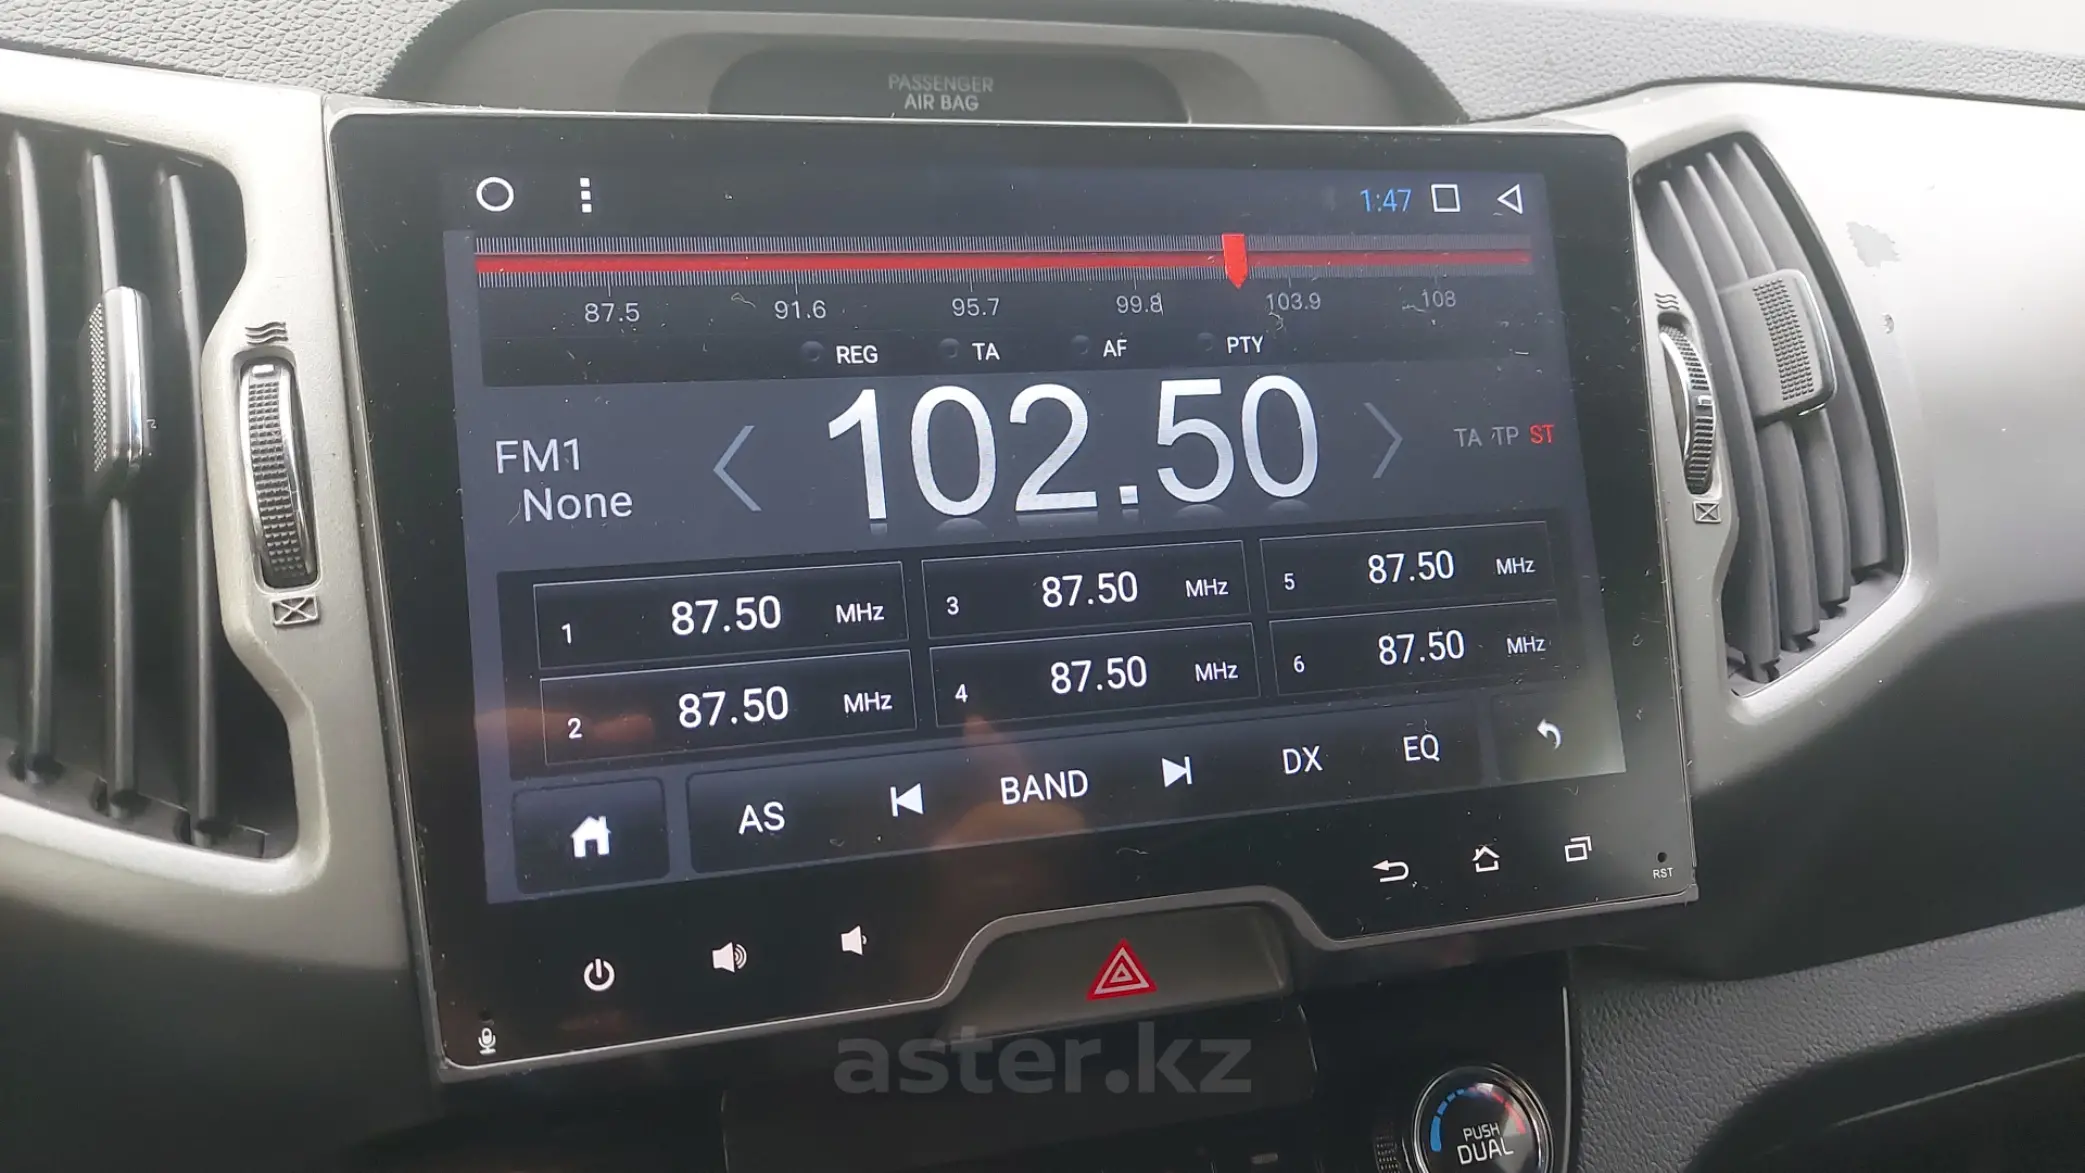 PASSENGER
AIR BAG
1:47
87.5 91.6 95.7 99.8 103.9 108
REG TA AF PTY
FM1
None
102.50
TA TP ST
1 87.50 MHz
3 87.50 MHz
5 87.50 MHz
2 87.50 MHz
4 87.50 MHz
6 87.50 MHz
AS BAND DX EQ
RST
aster.kz
PUSH
DUAL